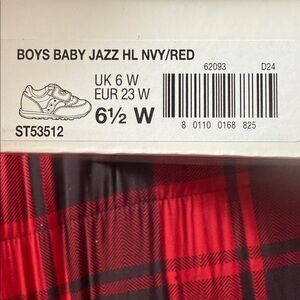 BOYS BABY JAZZ HL NVY/RED
62093 D24
UK 6 W
EUR 23 W
6½ W
8 0110 0168 825
ST53512